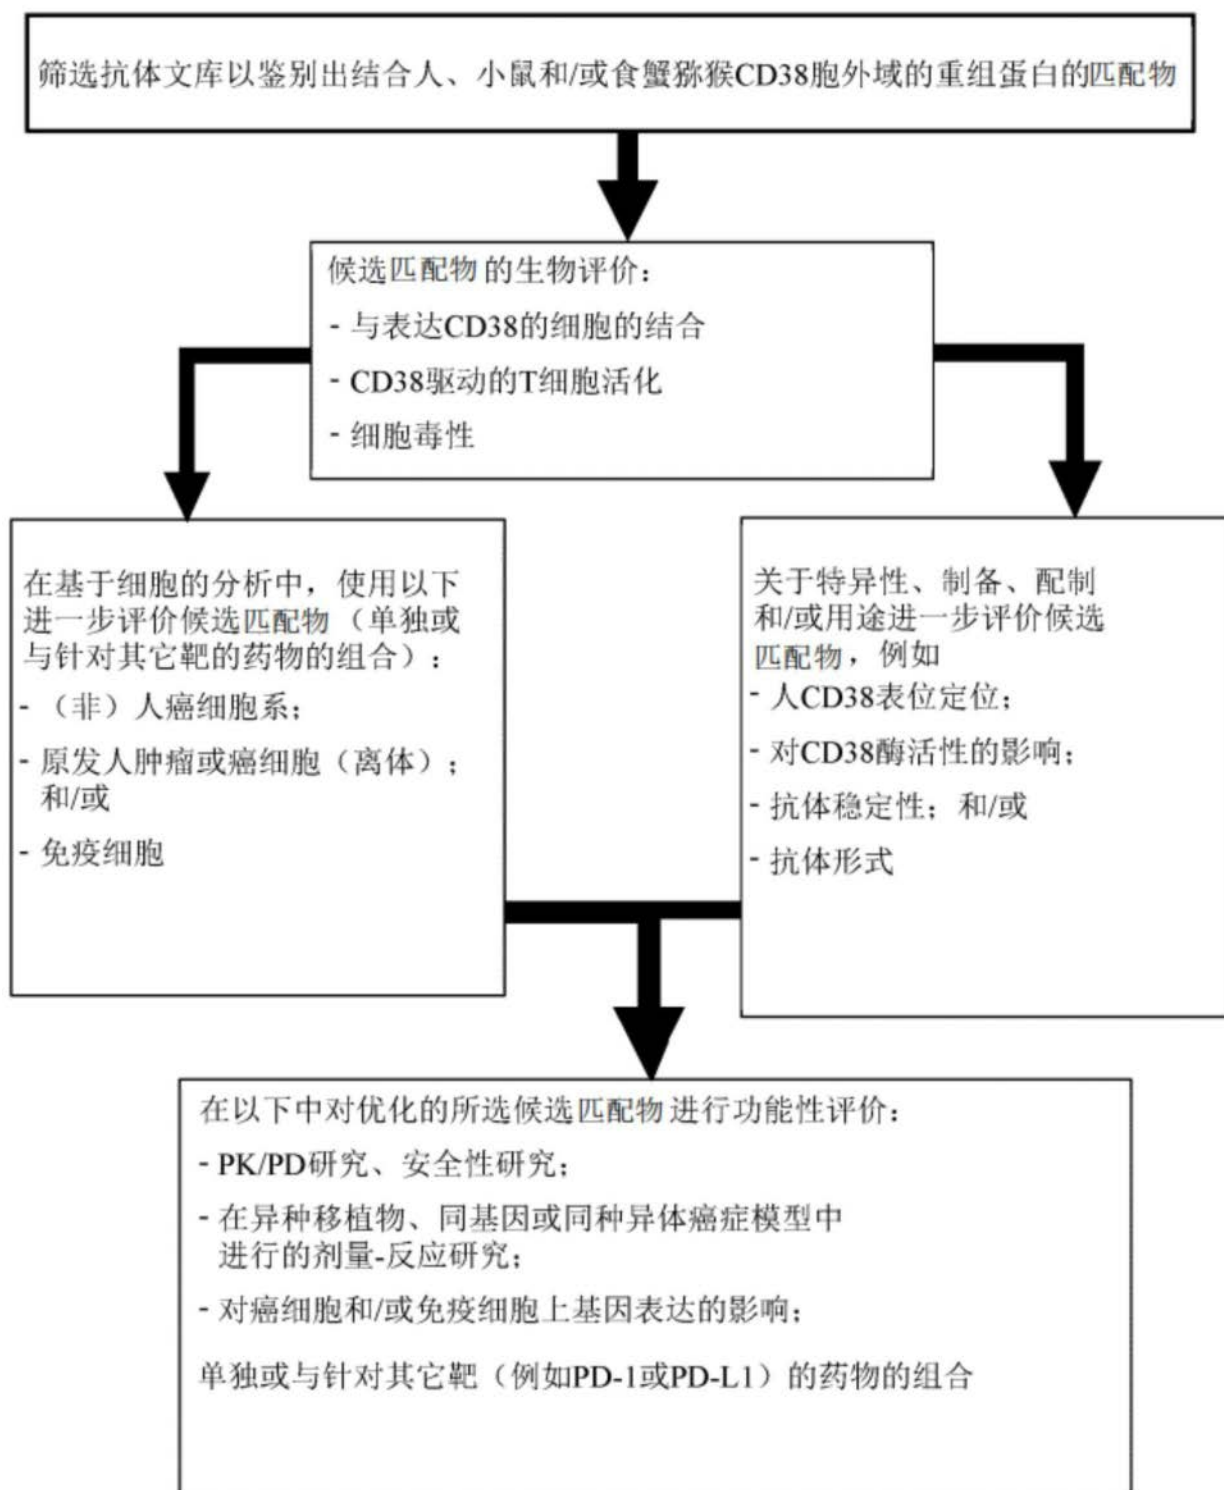 筛选抗体文库以鉴别出结合人、小鼠和/或食蟹猕猴CD38胞外域的重组蛋白的匹配物
候选匹配物的生物评价：
- 与表达CD38的细胞的结合
- CD38驱动的T细胞活化
- 细胞毒性
在基于细胞的分析中，使用以下
进一步评价候选匹配物（单独或
与针对其它靶的药物的组合）：
- （非）人癌细胞系；
- 原发人肿瘤或癌细胞（离体）；
和/或
- 免疫细胞
关于特异性、制备、配制
和/或用途进一步评价候选
匹配物，例如
- 人CD38表位定位；
- 对CD38酶活性的影响；
- 抗体稳定性；和/或
- 抗体形式
在以下中对优化的所选候选匹配物进行功能性评价：
- PK/PD研究、安全性研究；
- 在异种移植物、同基因或同种异体癌症模型中
进行的剂量-反应研究；
- 对癌细胞和/或免疫细胞上基因表达的影响；
单独或与针对其它靶（例如PD-1或PD-L1）的药物的组合